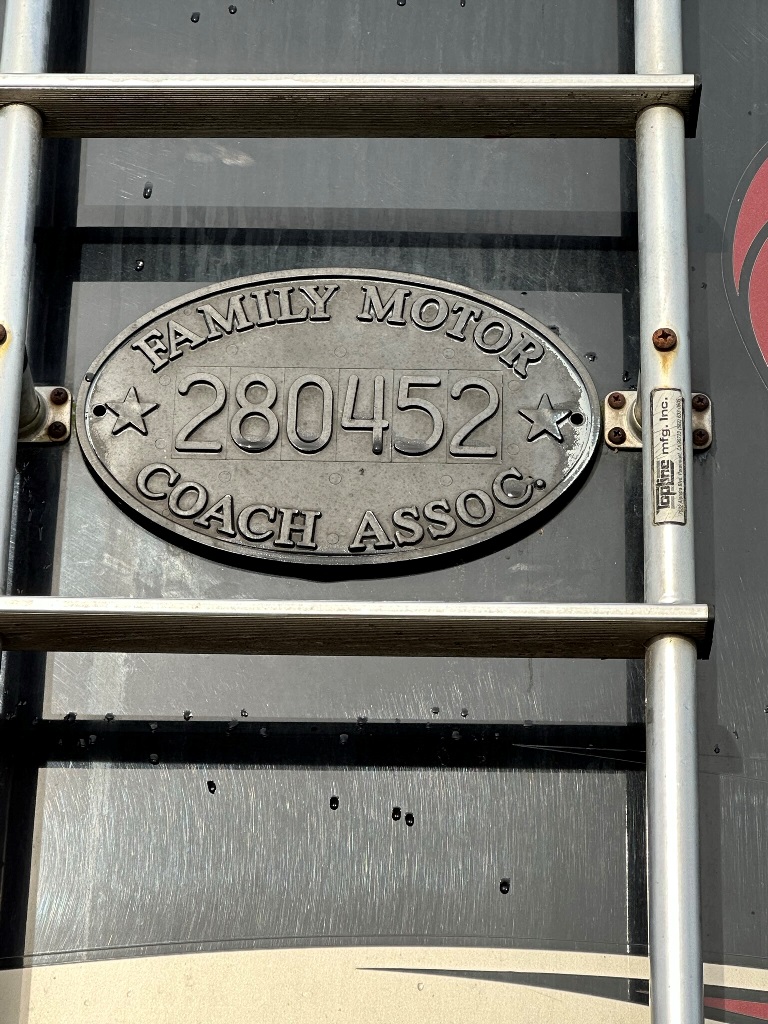 FAMILY MOTOR
280452
COACH ASSOC.
Topline mfg. Inc.